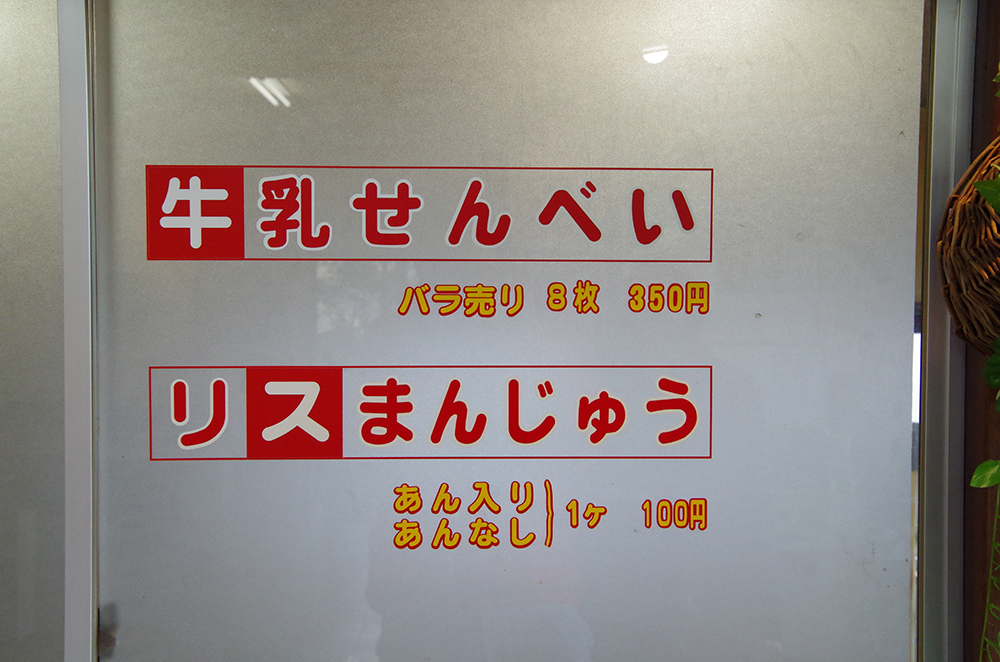 牛乳せんべい
バラ売り 8枚 350円
リスまんじゅう
あん入り
あんなし
}1ヶ 100円